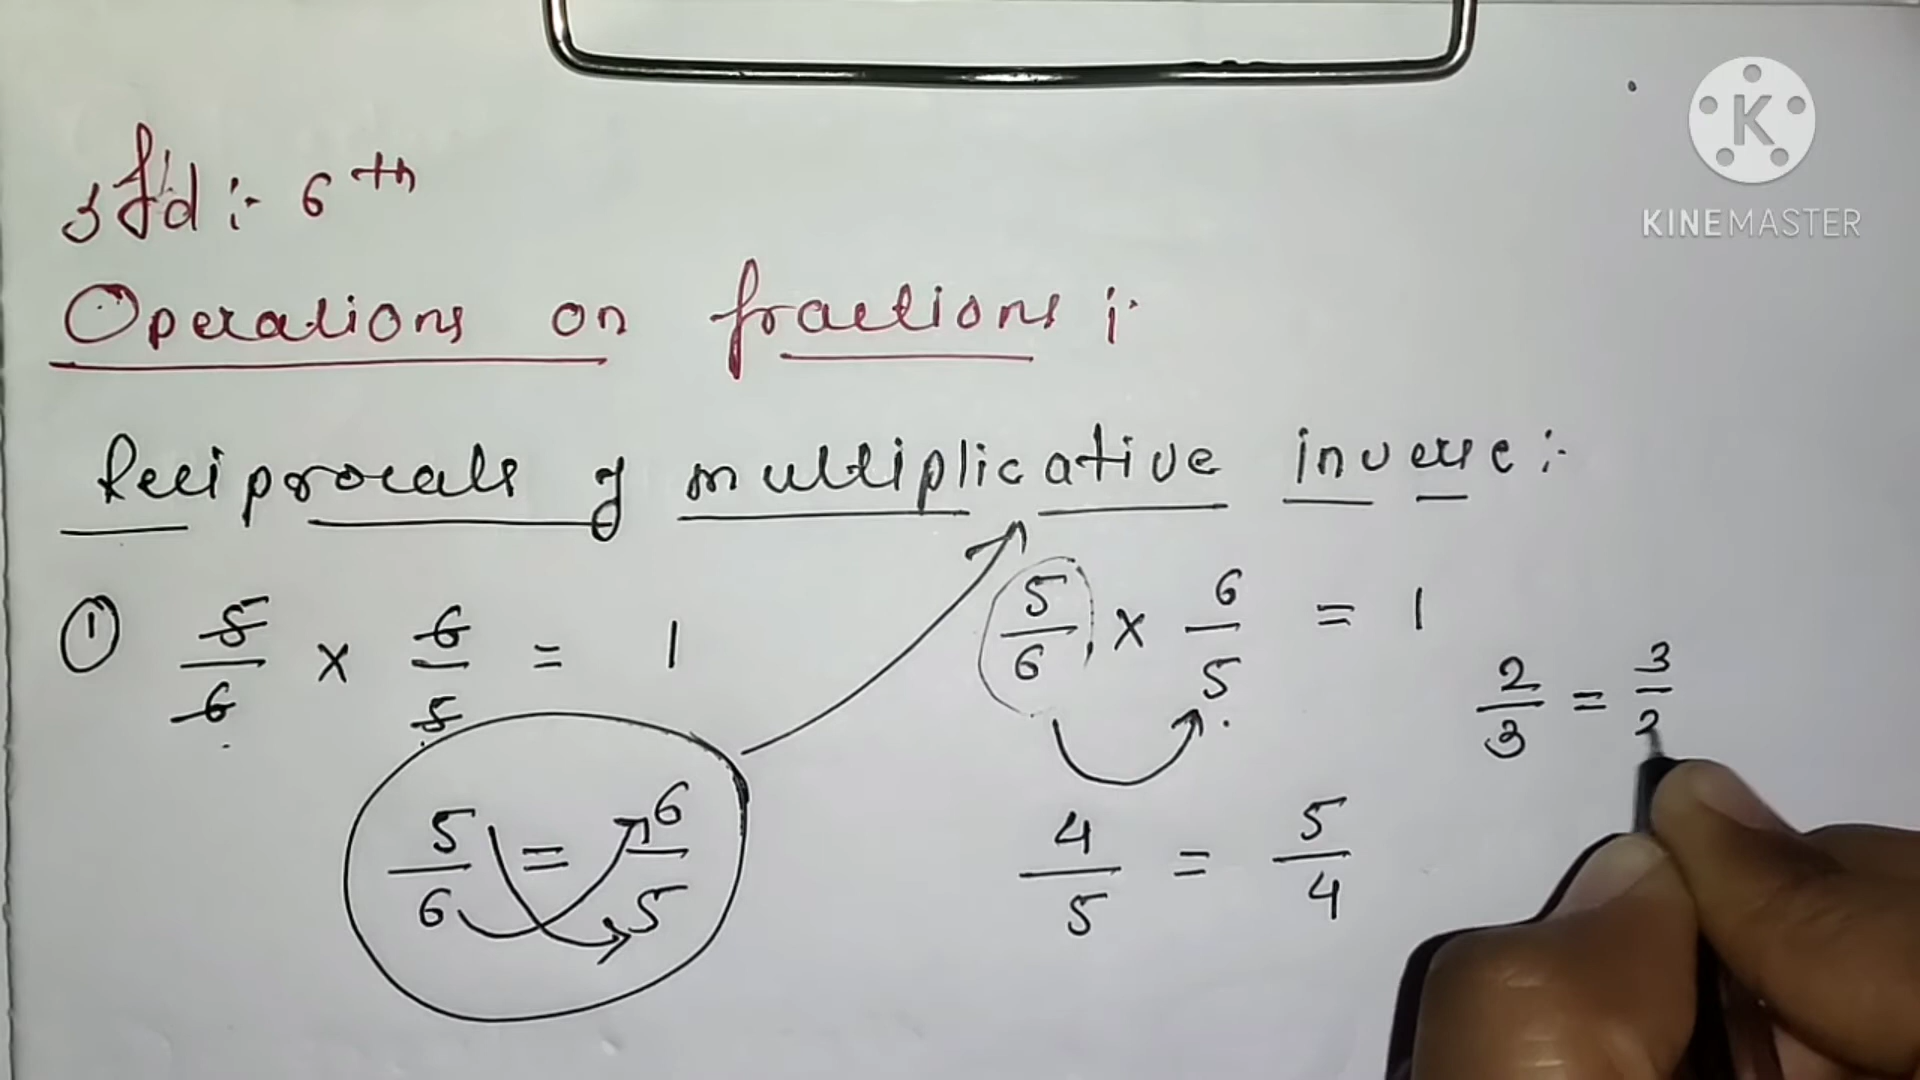 Std :- 6th
Operations on fractions :-
Reciprocals of multiplicative inverse :-
① 5/6 × 6/5 = 1
5/6 × 6/5 = 1
2/3 = 3/2
5/6 = 6/5
4/5 = 5/4
K
KINEMASTER